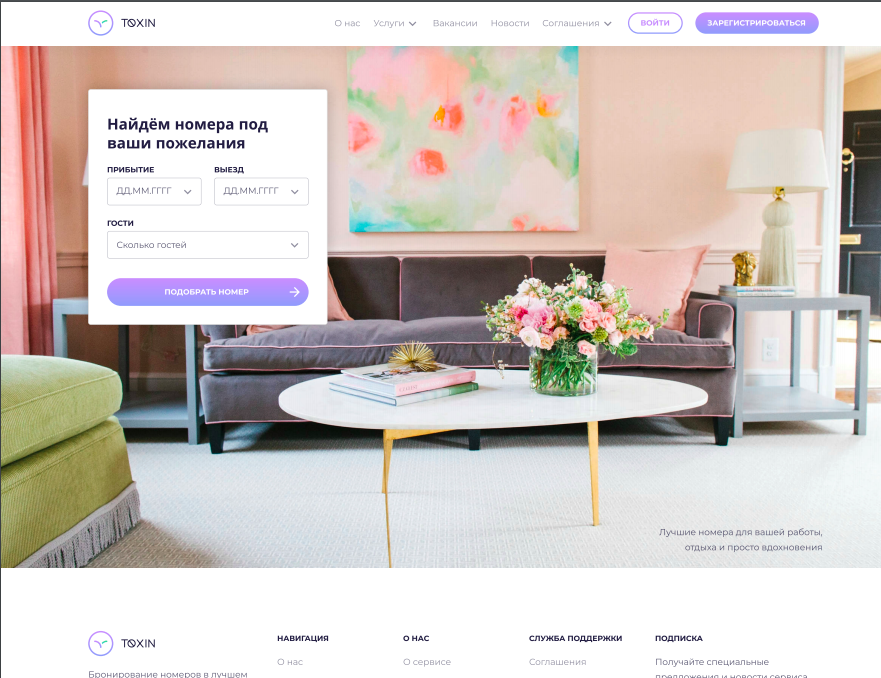 TOXIN
О нас
Услуги
Вакансии
Новости
Соглашения
ВОЙТИ
ЗАРЕГИСТРИРОВАТЬСЯ
Найдём номера под
ваши пожелания
ПРИБЫТИЕ
ВЫЕЗД
ДД.ММ.ГГГГ
ДД.ММ.ГГГГ
ГОСТИ
Сколько гостей
ПОДОБРАТЬ НОМЕР
Лучшие номера для вашей работы,
отдыха и просто вдохновения
TOXIN
НАВИГАЦИЯ
О НАС
СЛУЖБА ПОДДЕРЖКИ
ПОДПИСКА
О нас
О сервисе
Соглашения
Получайте специальные
Бронирование номеров в лучшем
предложения и новости сервиса